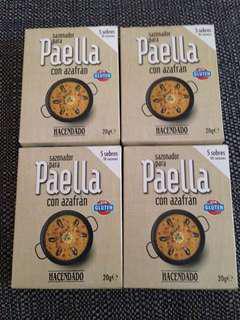 sazonador
para
Paella
con azafrán
5 sobres
SIN
GLUTEN
HACENDADO
20g℮
sazonador
para
Paella
con azafrán
5 sobres
SIN
GLUTEN
HACENDADO
20g℮
sazonador
para
Paella
con azafrán
5 sobres
SIN
GLUTEN
HACENDADO
20g℮
sazonador
para
Paella
con azafrán
5 sobres
SIN
GLUTEN
HACENDADO
20g℮